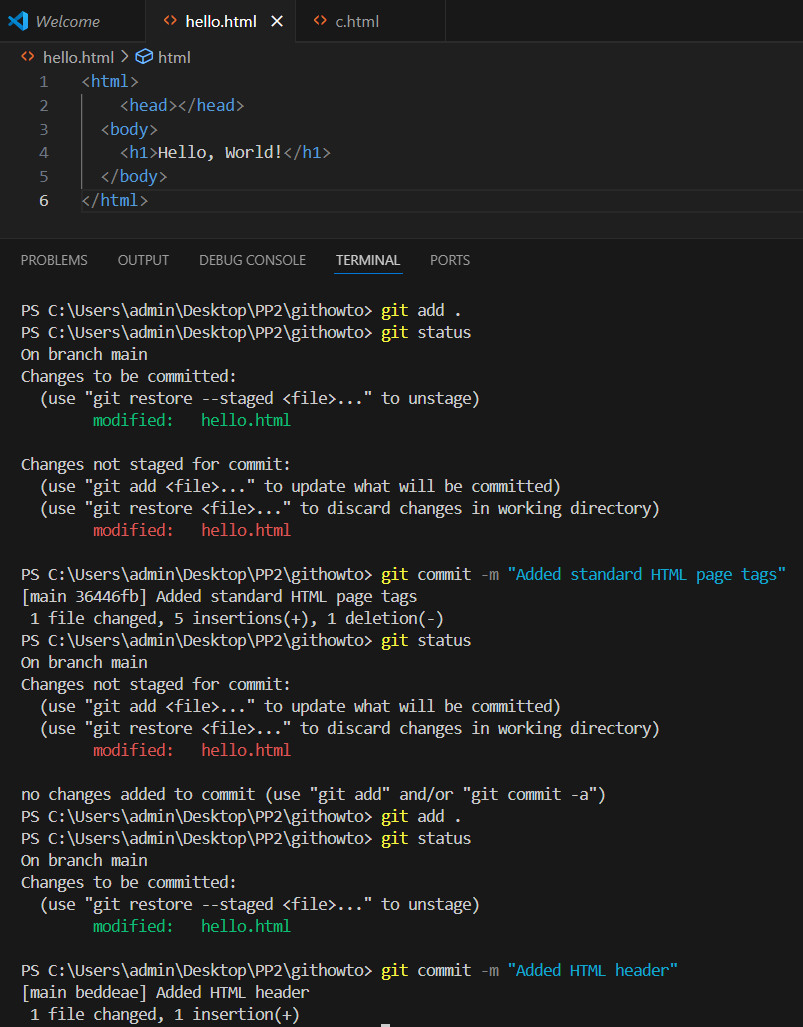 Welcome hello.html c.html
hello.html > html
1 <html>
2 <head></head>
3 <body>
4 <h1>Hello, World!</h1>
5 </body>
6 </html>
PROBLEMS OUTPUT DEBUG CONSOLE TERMINAL PORTS
PS C:\Users\admin\Desktop\PP2\githowto> git add .
PS C:\Users\admin\Desktop\PP2\githowto> git status
On branch main
Changes to be committed:
(use "git restore --staged <file>..." to unstage)
modified: hello.html
Changes not staged for commit:
(use "git add <file>..." to update what will be committed)
(use "git restore <file>..." to discard changes in working directory)
modified: hello.html
PS C:\Users\admin\Desktop\PP2\githowto> git commit -m "Added standard HTML page tags"
[main 36446fb] Added standard HTML page tags
1 file changed, 5 insertions(+), 1 deletion(-)
PS C:\Users\admin\Desktop\PP2\githowto> git status
On branch main
Changes not staged for commit:
(use "git add <file>..." to update what will be committed)
(use "git restore <file>..." to discard changes in working directory)
modified: hello.html
no changes added to commit (use "git add" and/or "git commit -a")
PS C:\Users\admin\Desktop\PP2\githowto> git add .
PS C:\Users\admin\Desktop\PP2\githowto> git status
On branch main
Changes to be committed:
(use "git restore --staged <file>..." to unstage)
modified: hello.html
PS C:\Users\admin\Desktop\PP2\githowto> git commit -m "Added HTML header"
[main beddeae] Added HTML header
1 file changed, 1 insertion(+)